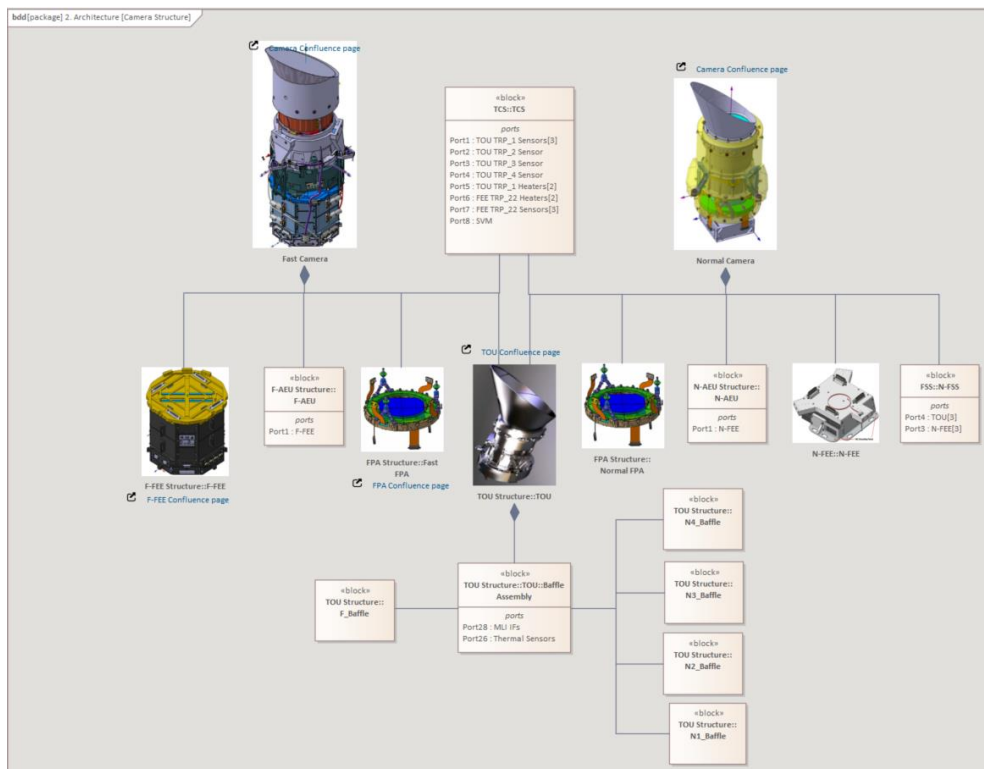 bdd [package] 2. Architecture [Camera Structure]
Camera Confluence page
Fast Camera
«block»
TCS::TCS
ports
Port1 : TOU TRP_1 Sensors[3]
Port2 : TOU TRP_2 Sensor
Port3 : TOU TRP_3 Sensor
Port4 : TOU TRP_4 Sensor
Port5 : TOU TRP_1 Heaters[2]
Port6 : FEE TRP_22 Heaters[2]
Port7 : FEE TRP_22 Sensors[3]
Port8 : SVM
Camera Confluence page
Normal Camera
F-FEE Structure::F-FEE
F-FEE Confluence page
«block»
F-AEU Structure::
F-AEU
ports
Port1 : F-FEE
FPA Structure::Fast
FPA
FPA Confluence page
TOU Confluence page
TOU Structure::TOU
FPA Structure::
Normal FPA
«block»
N-AEU Structure::
N-AEU
ports
Port1 : N-FEE
N-FEE::N-FEE
«block»
FSS::N-FSS
ports
Port4 : TOU[3]
Port3 : N-FEE[3]
«block»
TOU Structure::
F_Baffle
«block»
TOU Structure::TOU::Baffle
Assembly
ports
Port28 : MLI IFs
Port26 : Thermal Sensors
«block»
TOU Structure::
N4_Baffle
«block»
TOU Structure::
N3_Baffle
«block»
TOU Structure::
N2_Baffle
«block»
TOU Structure::
N1_Baffle